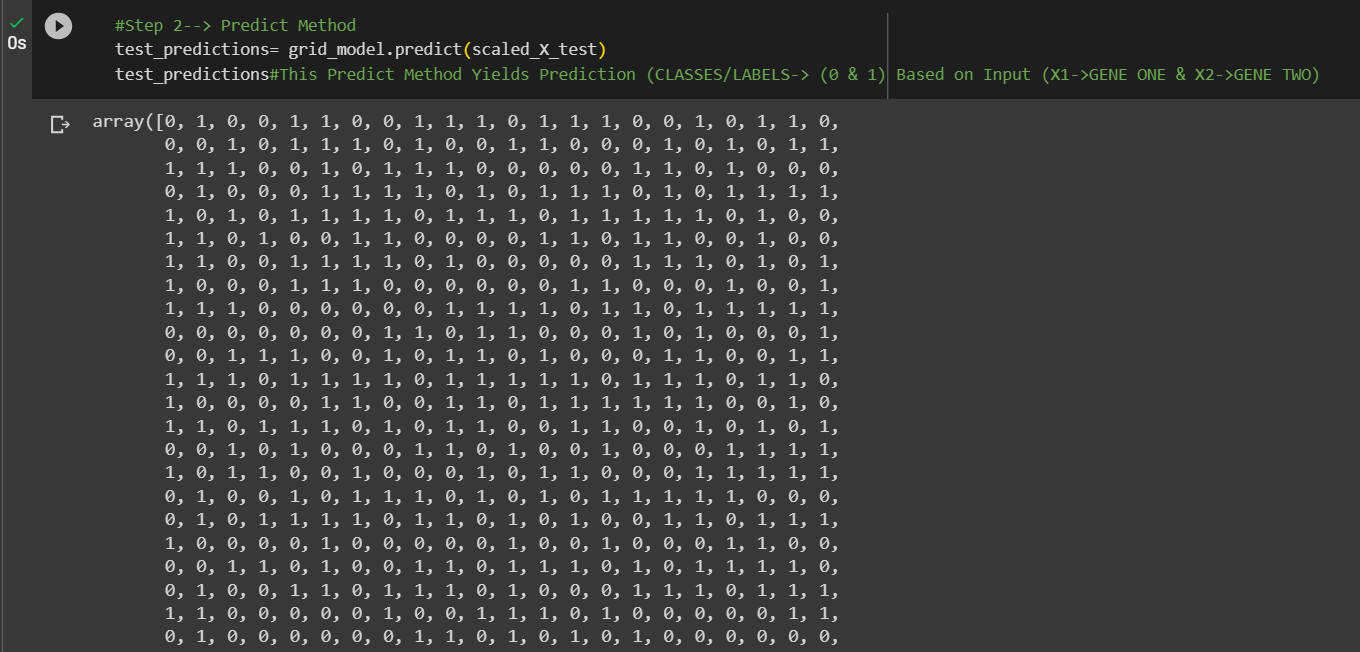 #Step 2--> Predict Method
0s
test_predictions= grid_model.predict(scaled_X_test)
test_predictions#This Predict Method Yields Prediction (CLASSES/LABELS-> (0 & 1) Based on Input (X1->GENE ONE & X2->GENE TWO)
array([0, 1, 0, 0, 1, 1, 0, 0, 1, 1, 1, 0, 1, 1, 1, 0, 0, 1, 0, 1, 1, 0,
0, 0, 1, 0, 1, 1, 1, 0, 1, 0, 0, 1, 1, 0, 0, 0, 1, 0, 1, 0, 1, 1,
1, 1, 1, 0, 0, 1, 0, 1, 1, 1, 0, 0, 0, 0, 0, 1, 1, 0, 1, 0, 0, 0,
0, 1, 0, 0, 0, 1, 1, 1, 1, 0, 1, 0, 1, 1, 1, 0, 1, 0, 1, 1, 1, 1,
1, 0, 1, 0, 1, 1, 1, 1, 0, 1, 1, 1, 0, 1, 1, 1, 1, 1, 0, 1, 0, 0,
1, 1, 0, 1, 0, 0, 1, 1, 0, 0, 0, 0, 1, 1, 0, 1, 1, 0, 0, 1, 0, 0,
1, 1, 0, 0, 1, 1, 1, 1, 0, 1, 0, 0, 0, 0, 0, 1, 1, 1, 0, 1, 0, 1,
1, 0, 0, 0, 1, 1, 1, 0, 0, 0, 0, 0, 0, 1, 1, 0, 0, 0, 1, 0, 0, 1,
1, 1, 1, 0, 0, 0, 0, 0, 0, 1, 1, 1, 1, 0, 1, 1, 0, 1, 1, 1, 1, 1,
0, 0, 0, 0, 0, 0, 0, 1, 1, 0, 1, 1, 0, 0, 0, 1, 0, 1, 0, 0, 0, 1,
0, 0, 1, 1, 1, 0, 0, 1, 0, 1, 1, 0, 1, 0, 0, 0, 1, 1, 0, 0, 1, 1,
1, 1, 1, 0, 1, 1, 1, 1, 0, 1, 1, 1, 1, 1, 0, 1, 1, 1, 0, 1, 1, 0,
1, 0, 0, 0, 0, 1, 1, 0, 0, 1, 1, 0, 1, 1, 1, 1, 1, 1, 0, 0, 1, 0,
1, 1, 0, 1, 1, 1, 0, 1, 0, 1, 1, 0, 0, 1, 1, 0, 0, 1, 0, 1, 0, 1,
0, 0, 1, 0, 1, 0, 0, 1, 1, 0, 1, 0, 0, 1, 0, 0, 0, 1, 1, 1, 1, 1,
1, 0, 1, 1, 0, 0, 1, 0, 0, 0, 1, 0, 1, 1, 0, 0, 0, 1, 1, 1, 1, 1,
0, 1, 0, 0, 1, 0, 1, 1, 1, 0, 1, 0, 1, 0, 1, 1, 1, 1, 1, 0, 0, 0,
0, 1, 0, 1, 1, 1, 1, 0, 1, 1, 0, 1, 0, 1, 0, 0, 1, 1, 0, 1, 1, 1,
1, 0, 0, 0, 0, 1, 0, 0, 0, 0, 0, 1, 0, 0, 1, 0, 0, 0, 1, 1, 0, 0,
0, 0, 1, 1, 0, 1, 0, 0, 1, 1, 0, 1, 1, 1, 0, 1, 0, 1, 1, 1, 1, 0,
0, 1, 0, 0, 1, 1, 0, 1, 1, 1, 0, 1, 0, 0, 0, 1, 1, 1, 0, 1, 1, 1,
1, 1, 0, 0, 0, 0, 0, 1, 0, 0, 1, 1, 1, 0, 1, 0, 0, 0, 0, 0, 1, 1,
0, 1, 0, 0, 0, 0, 0, 0, 1, 1, 0, 1, 0, 1, 0, 1, 0, 0, 0, 0, 0, 0,